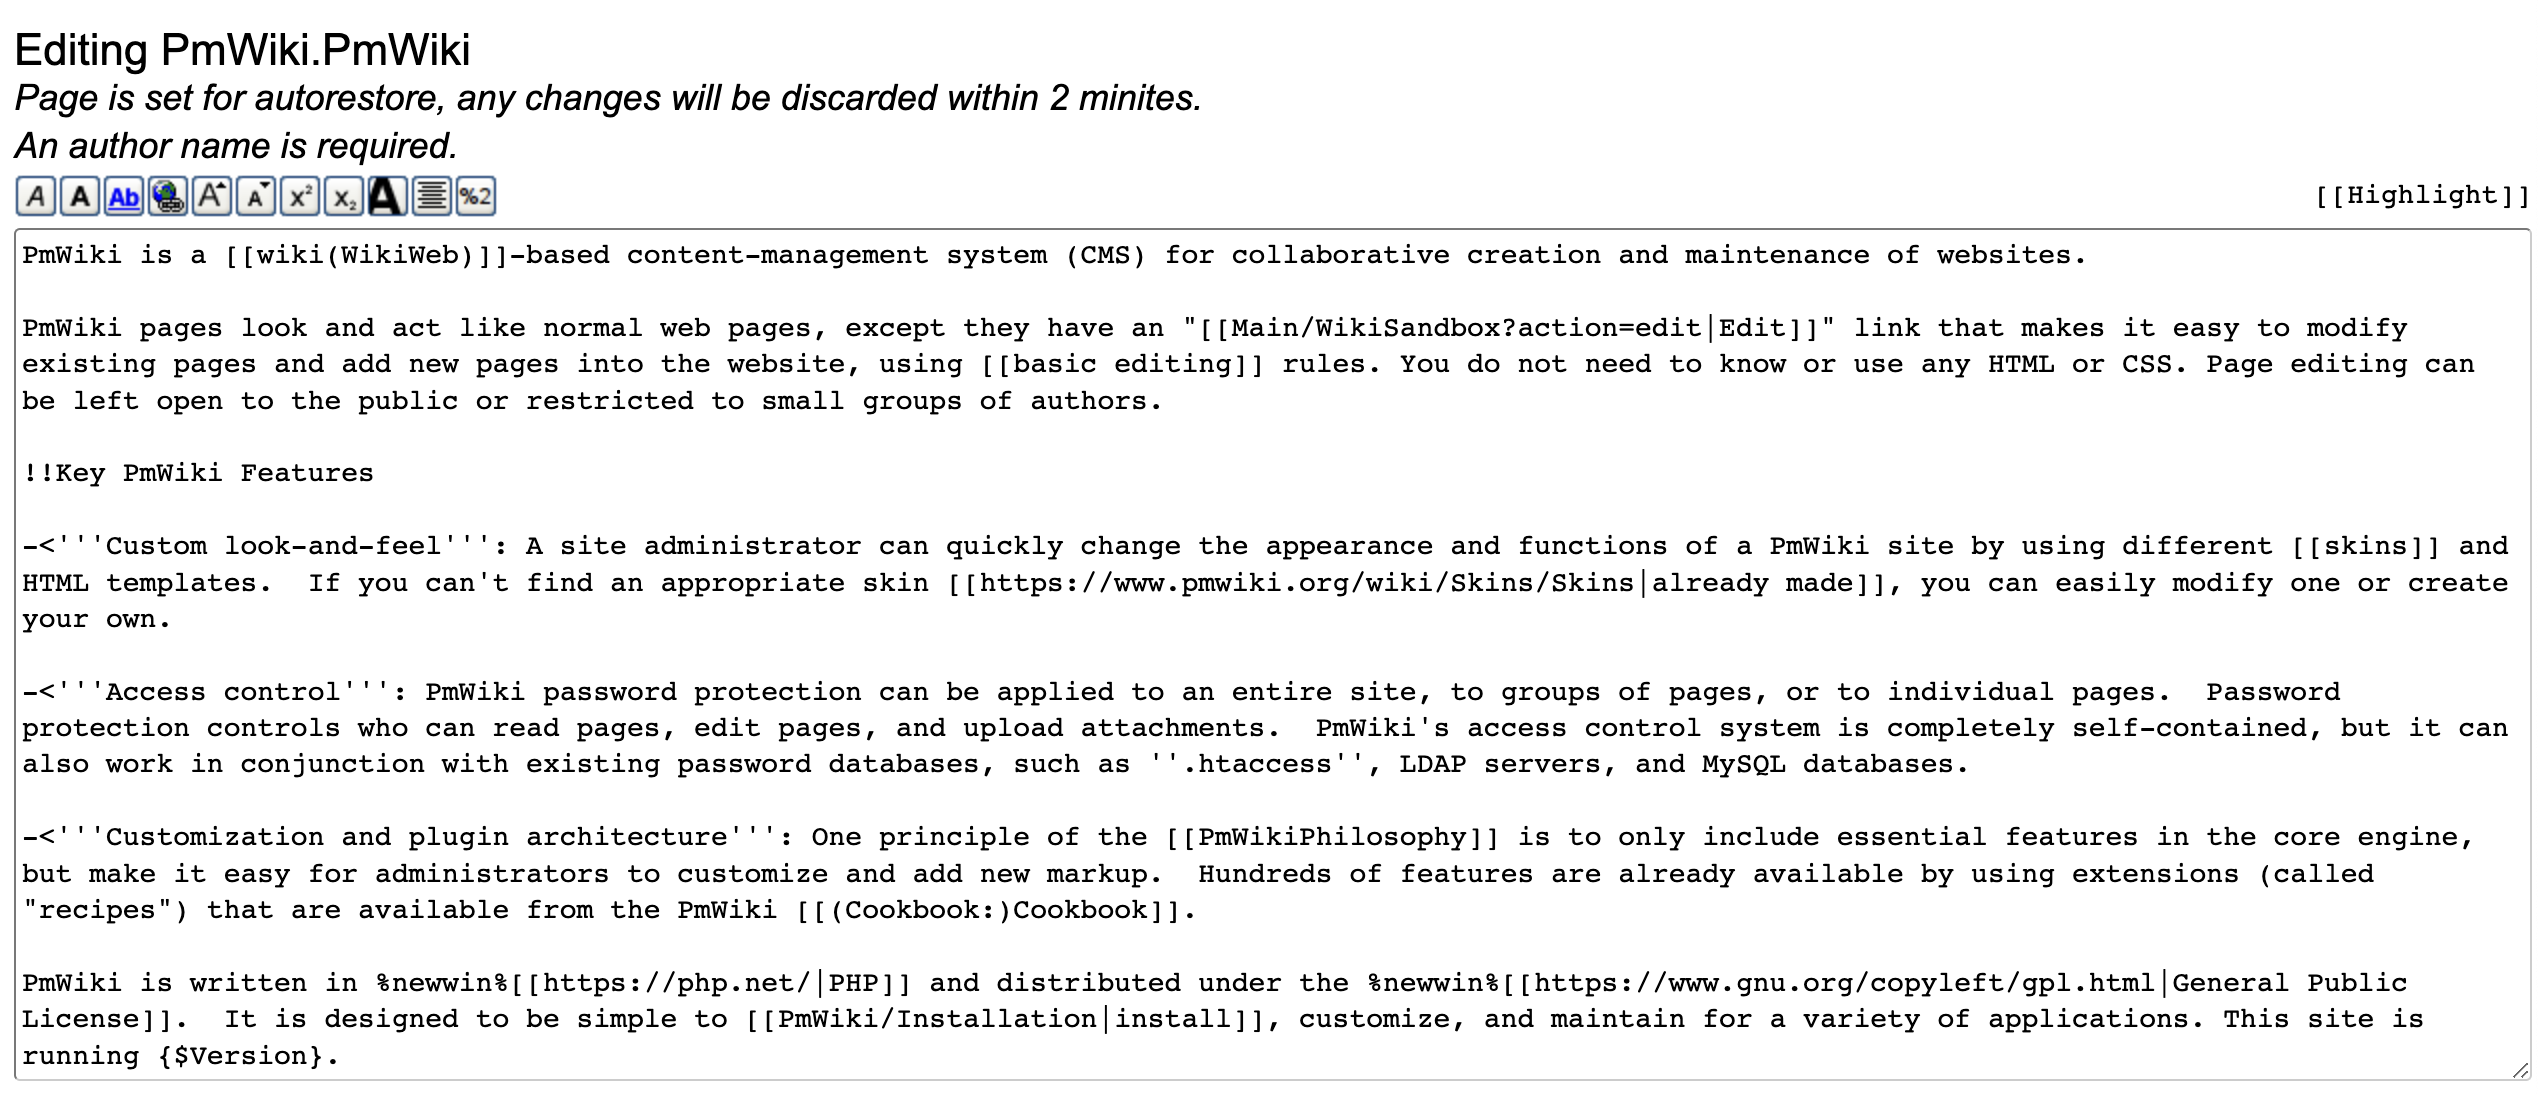 Editing PmWiki.PmWiki
Page is set for autorestore, any changes will be discarded within 2 minites.
An author name is required.
A A Ab A A x² x₂ A %2 [[Highlight]]
PmWiki is a [[wiki(WikiWeb)]]-based content-management system (CMS) for collaborative creation and maintenance of websites.
PmWiki pages look and act like normal web pages, except they have an "[[Main/WikiSandbox?action=edit|Edit]]" link that makes it easy to modify
existing pages and add new pages into the website, using [[basic editing]] rules. You do not need to know or use any HTML or CSS. Page editing can
be left open to the public or restricted to small groups of authors.
!!Key PmWiki Features
-<'''Custom look-and-feel''': A site administrator can quickly change the appearance and functions of a PmWiki site by using different [[skins]] and
HTML templates.  If you can't find an appropriate skin [[https://www.pmwiki.org/wiki/Skins/Skins|already made]], you can easily modify one or create
your own.
-<'''Access control''': PmWiki password protection can be applied to an entire site, to groups of pages, or to individual pages.  Password
protection controls who can read pages, edit pages, and upload attachments.  PmWiki's access control system is completely self-contained, but it can
also work in conjunction with existing password databases, such as ''.htaccess'', LDAP servers, and MySQL databases.
-<'''Customization and plugin architecture''': One principle of the [[PmWikiPhilosophy]] is to only include essential features in the core engine,
but make it easy for administrators to customize and add new markup.  Hundreds of features are already available by using extensions (called
"recipes") that are available from the PmWiki [[(Cookbook:)Cookbook]].
PmWiki is written in %newwin%[[https://php.net/|PHP]] and distributed under the %newwin%[[https://www.gnu.org/copyleft/gpl.html|General Public
License]].  It is designed to be simple to [[PmWiki/Installation|install]], customize, and maintain for a variety of applications. This site is
running {$Version}.